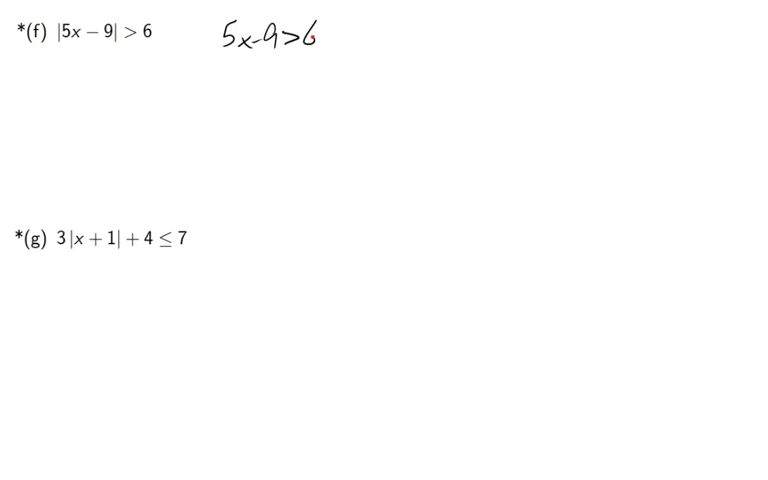 *(f) |5x − 9| > 6 5x-9>6
*(g) 3 |x + 1| + 4 ≤ 7